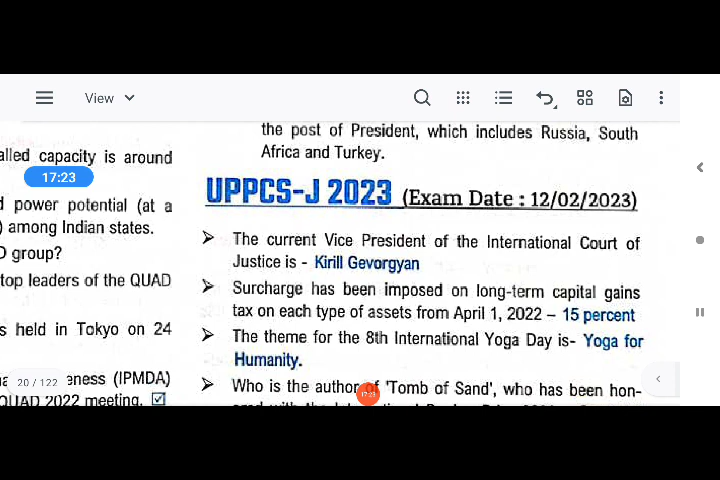 View
the post of President, which includes Russia, South
Africa and Turkey.
alled capacity is around
17:23
d power potential (at a
) among Indian states.
D group?
top leaders of the QUAD
s held in Tokyo on 24
20 / 122
eness (IPMDA)
QUAD 2022 meeting.
UPPCS-J 2023 (Exam Date : 12/02/2023)
➢ The current Vice President of the International Court of
Justice is - Kirill Gevorgyan
➢ Surcharge has been imposed on long-term capital gains
tax on each type of assets from April 1, 2022 – 15 percent
➢ The theme for the 8th International Yoga Day is- Yoga for
Humanity.
➢ Who is the author of 'Tomb of Sand', who has been hon-
17:23